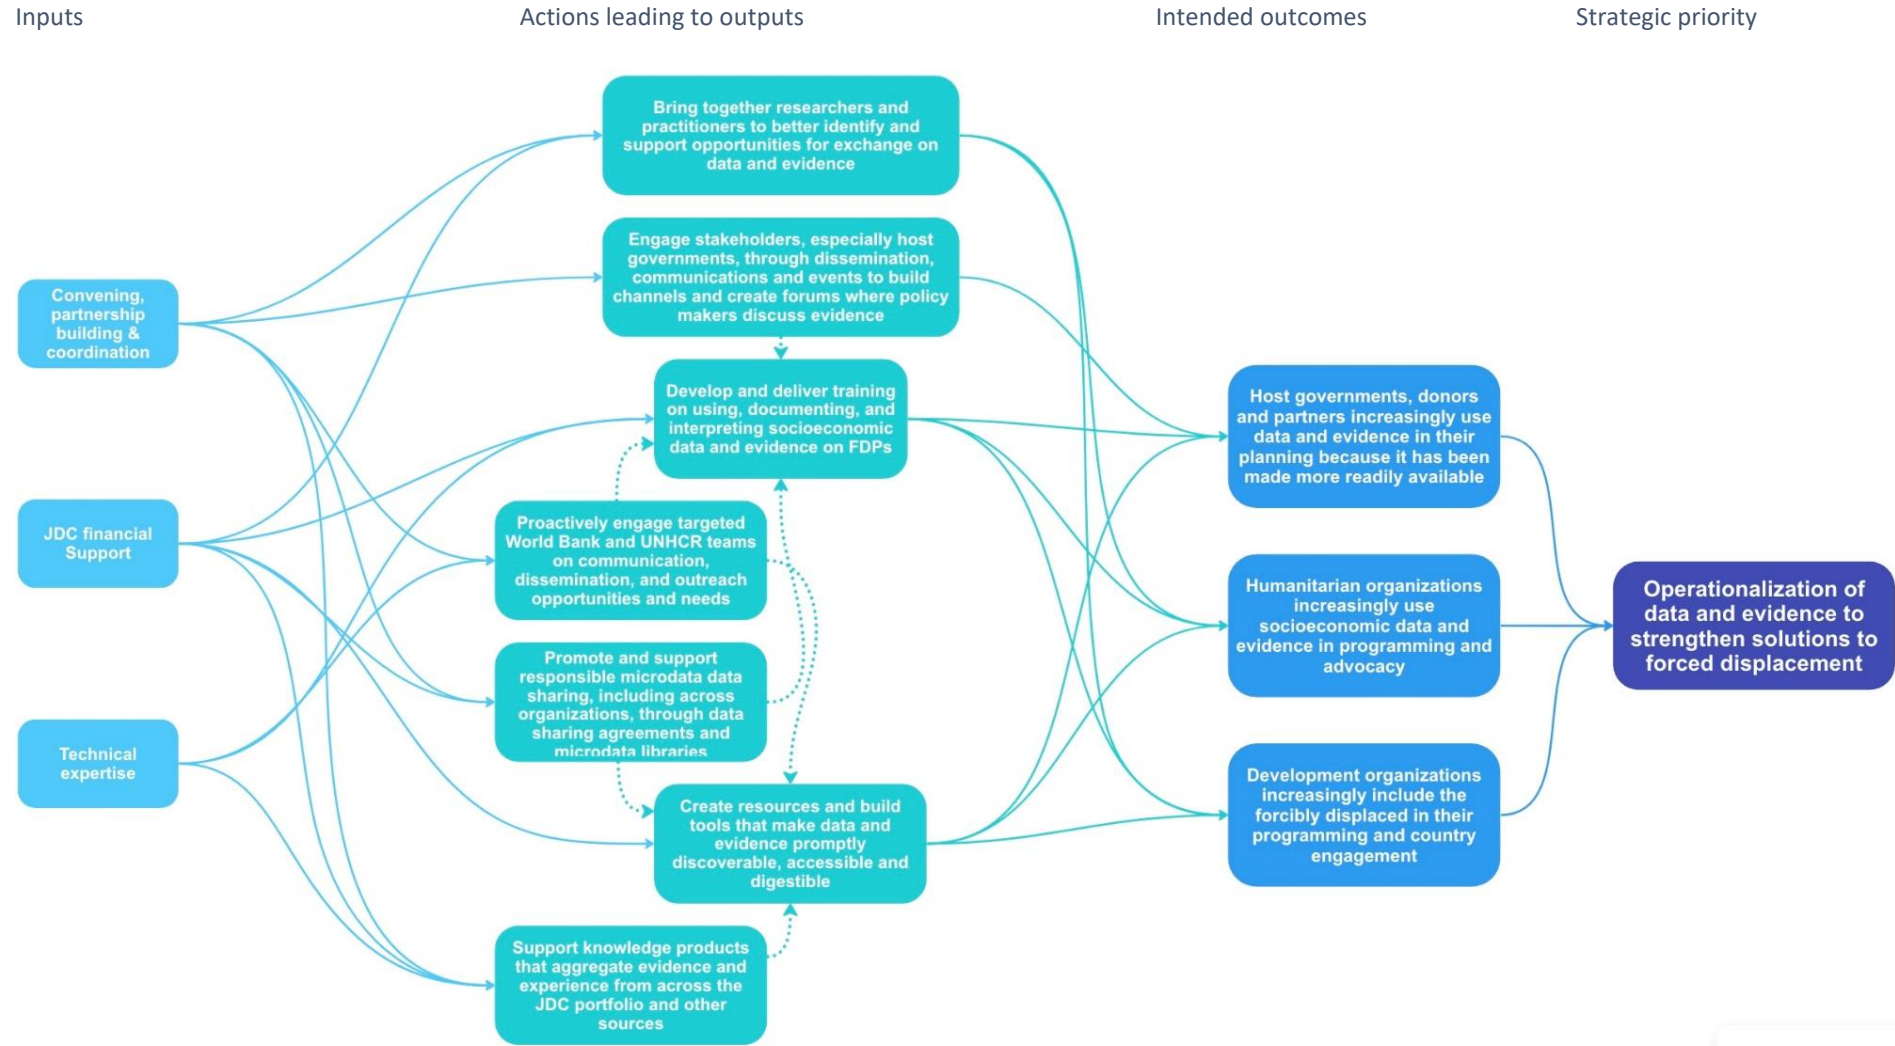 Inputs
Actions leading to outputs
Intended outcomes
Strategic priority
Convening,
partnership
building &
coordination
JDC financial
Support
Technical
expertise
Bring together researchers and
practitioners to better identify and
support opportunities for exchange on
data and evidence
Engage stakeholders, especially host
governments, through dissemination,
communications and events to build
channels and create forums where policy
makers discuss evidence
Develop and deliver training
on using, documenting, and
interpreting socioeconomic
data and evidence on FDPs
Proactively engage targeted
World Bank and UNHCR teams
on communication,
dissemination, and outreach
opportunities and needs
Promote and support
responsible microdata data
sharing, including across
organizations, through data
sharing agreements and
microdata libraries
Create resources and build
tools that make data and
evidence promptly
discoverable, accessible and
digestible
Support knowledge products
that aggregate evidence and
experience from across the
JDC portfolio and other
sources
Host governments, donors
and partners increasingly use
data and evidence in their
planning because it has been
made more readily available
Humanitarian organizations
increasingly use
socioeconomic data and
evidence in programming and
advocacy
Development organizations
increasingly include the
forcibly displaced in their
programming and country
engagement
Operationalization of
data and evidence to
strengthen solutions to
forced displacement